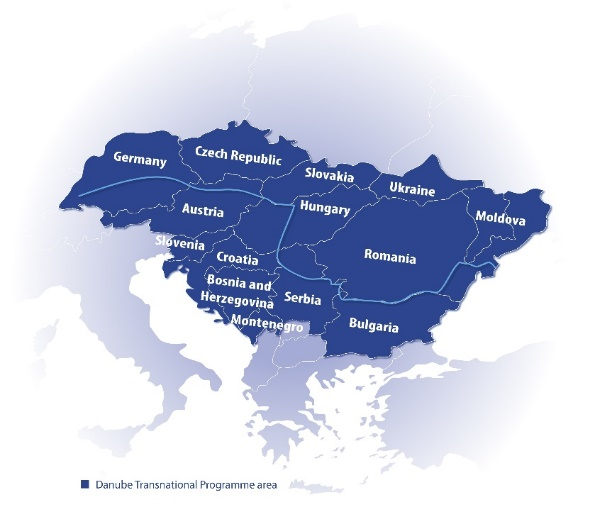 Germany
Czech Republic
Slovakia
Ukraine
Austria
Hungary
Moldova
Slovenia
Croatia
Romania
Bosnia and
Herzegovina
Serbia
Montenegro
Bulgaria
Danube Transnational Programme area